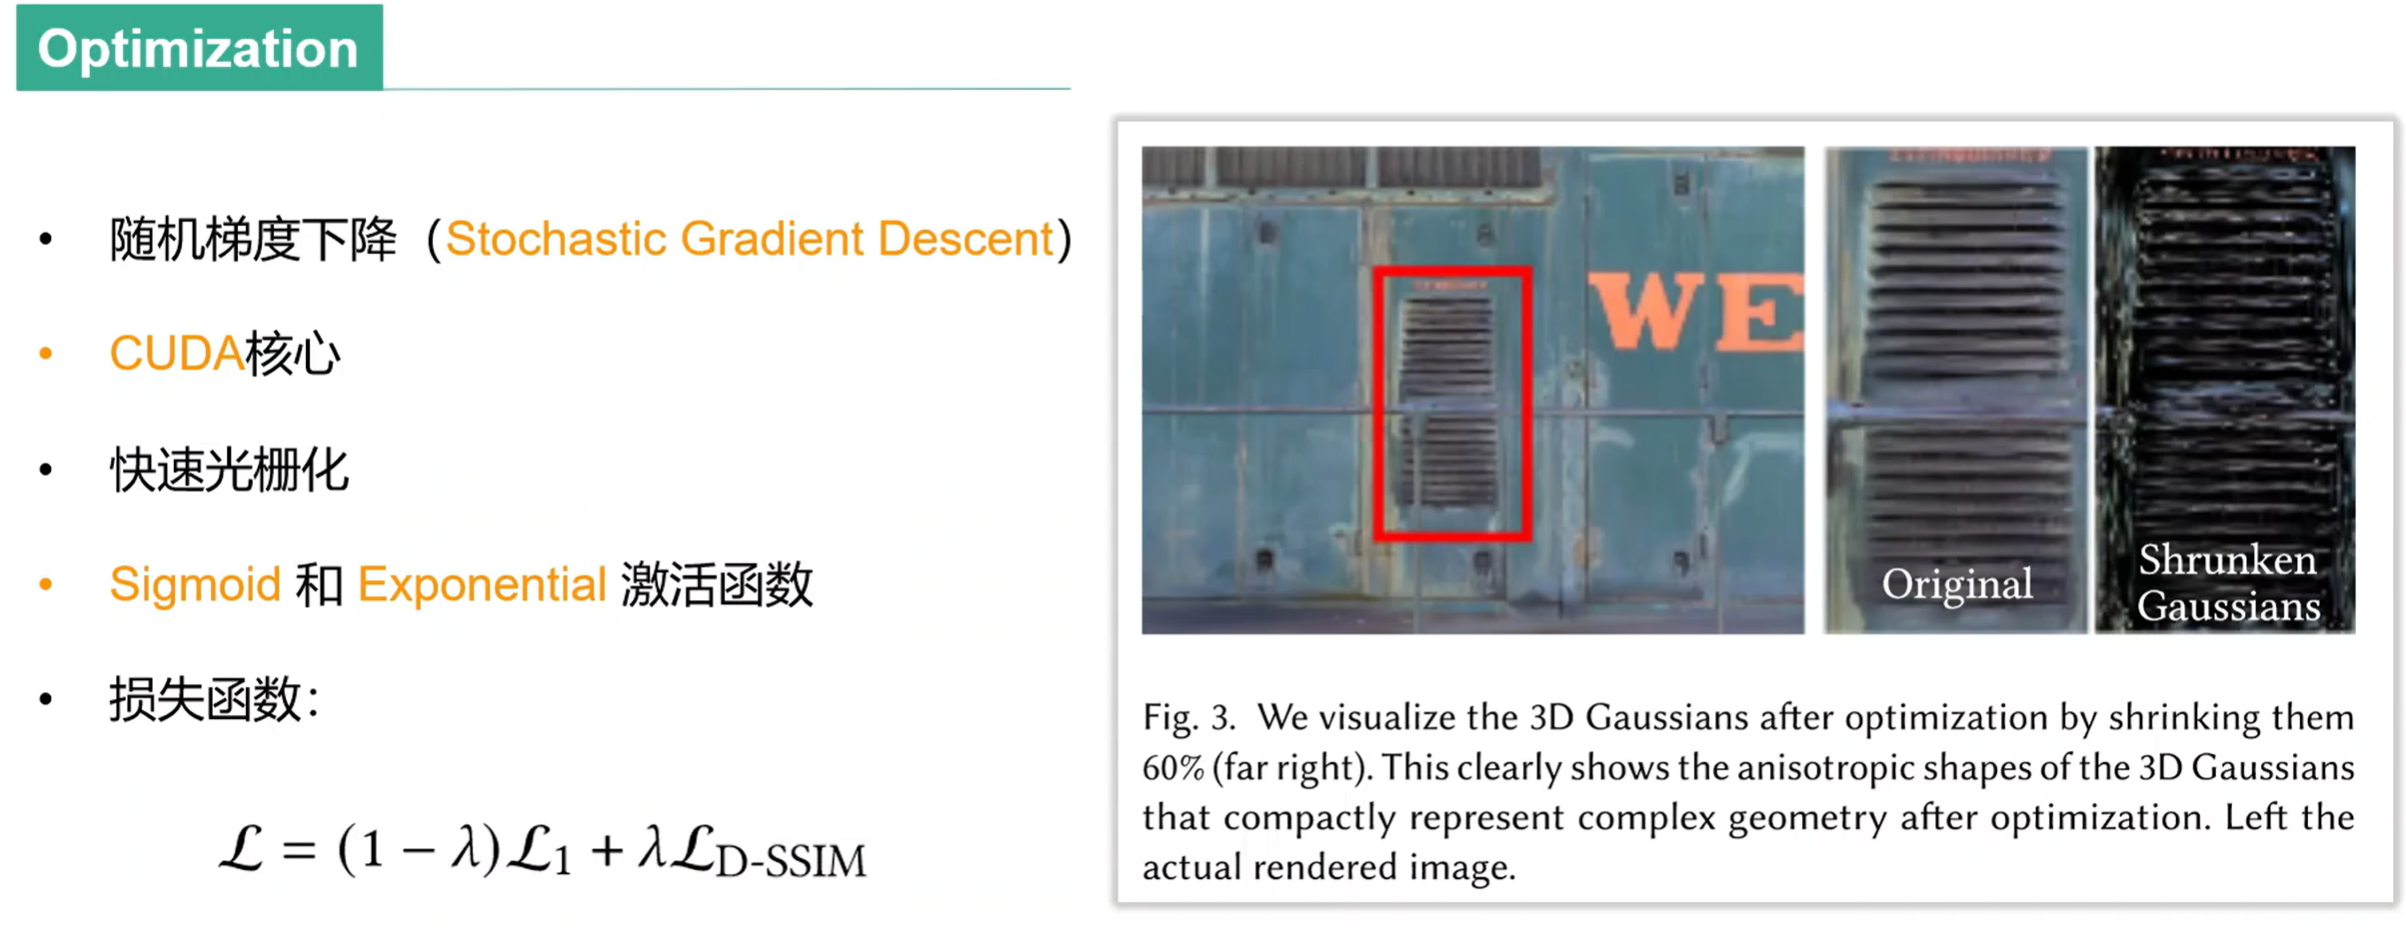 Optimization
• 随机梯度下降（Stochastic Gradient Descent）
• CUDA核心
• 快速光栅化
• Sigmoid 和 Exponential 激活函数
• 损失函数：
ℒ = (1 − λ)ℒ₁ + λℒ_D-SSIM
WE
Original
Shrunken
Gaussians
Fig. 3. We visualize the 3D Gaussians after optimization by shrinking them
60% (far right). This clearly shows the anisotropic shapes of the 3D Gaussians
that compactly represent complex geometry after optimization. Left the
actual rendered image.